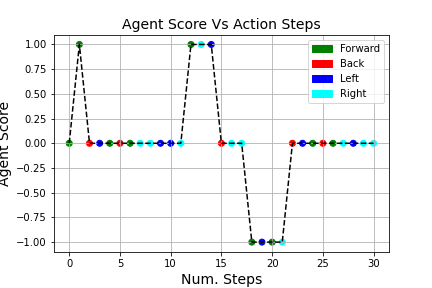 Agent Score Vs Action Steps
Agent Score
1.00
0.75
0.50
0.25
0.00
−0.25
−0.50
−0.75
−1.00
Forward
Back
Left
Right
0 5 10 15 20 25 30
Num. Steps